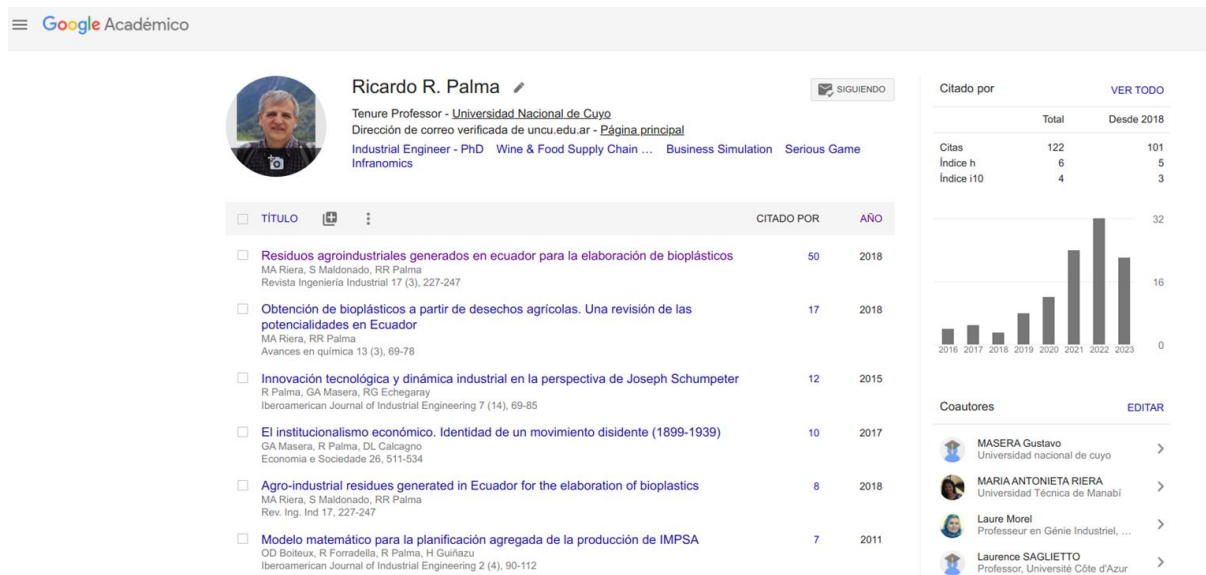 Google Académico
Ricardo R. Palma
SIGUIENDO
Tenure Professor - Universidad Nacional de Cuyo
Dirección de correo verificada de uncu.edu.ar - Página principal
Industrial Engineer - PhD Wine & Food Supply Chain ... Business Simulation Serious Game
Infranomics
TÍTULO CITADO POR AÑO
Residuos agroindustriales generados en ecuador para la elaboración de bioplásticos 50 2018
MA Riera, S Maldonado, RR Palma
Revista Ingeniería Industrial 17 (3), 227-247
Obtención de bioplásticos a partir de desechos agrícolas. Una revisión de las 17 2018
potencialidades en Ecuador
MA Riera, RR Palma
Avances en química 13 (3), 69-78
Innovación tecnológica y dinámica industrial en la perspectiva de Joseph Schumpeter 12 2015
R Palma, GA Masera, RG Echegaray
Iberoamerican Journal of Industrial Engineering 7 (14), 69-85
El institucionalismo económico. Identidad de un movimiento disidente (1899-1939) 10 2017
GA Masera, R Palma, DL Calcagno
Economia e Sociedade 26, 511-534
Agro-industrial residues generated in Ecuador for the elaboration of bioplastics 8 2018
MA Riera, S Maldonado, RR Palma
Rev. Ing. Ind 17, 227-247
Modelo matemático para la planificación agregada de la producción de IMPSA 7 2011
OD Boiteux, R Forradella, R Palma, H Guiñazu
Iberoamerican Journal of Industrial Engineering 2 (4), 90-112
Citado por VER TODO
Total Desde 2018
Citas 122 101
Índice h 6 5
Índice i10 4 3
32
16
0
2016 2017 2018 2019 2020 2021 2022 2023
Coautores EDITAR
MASERA Gustavo
Universidad nacional de cuyo
MARIA ANTONIETA RIERA
Universidad Técnica de Manabí
Laure Morel
Professeur en Génie Industriel, ...
Laurence SAGLIETTO
Professor, Université Côte d'Azur